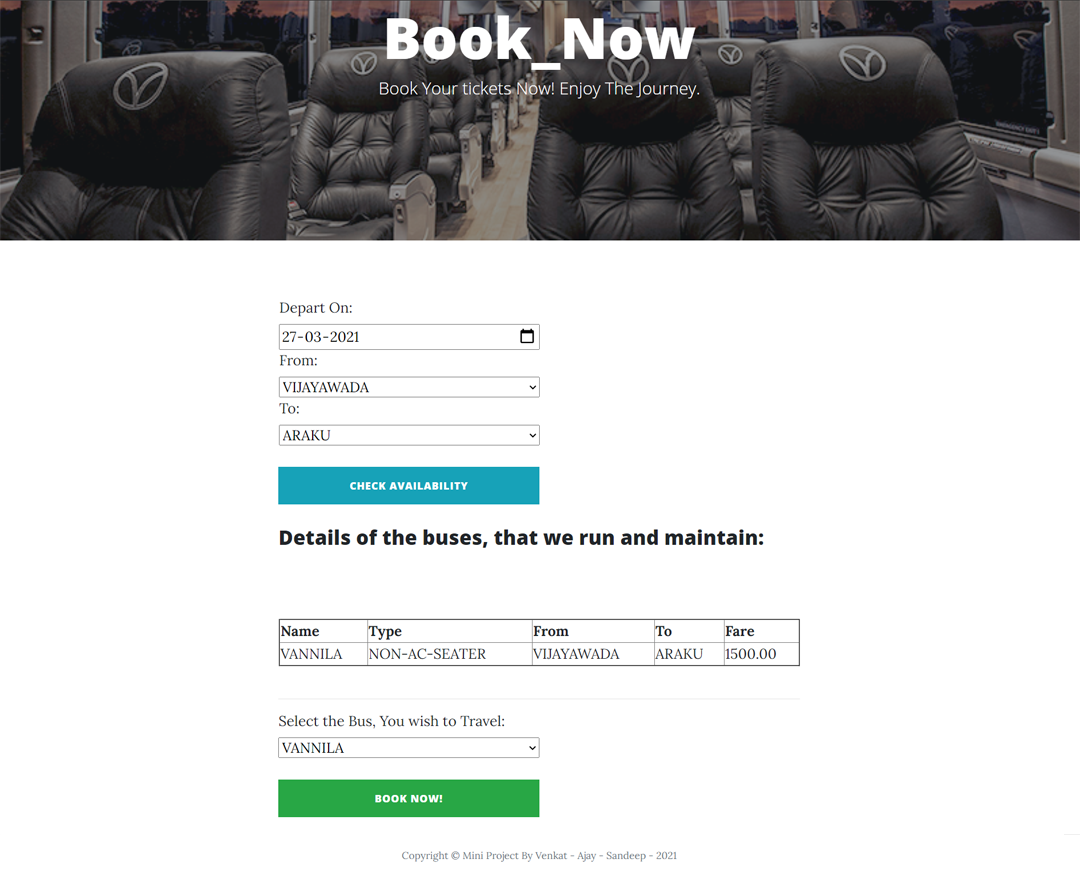 Book_Now
Book Your tickets Now! Enjoy The Journey.
Depart On:
27-03-2021
From:
VIJAYAWADA
To:
ARAKU
CHECK AVAILABILITY
Details of the buses, that we run and maintain:
Name Type From To Fare
VANNILA NON-AC-SEATER VIJAYAWADA ARAKU 1500.00
Select the Bus, You wish to Travel:
VANNILA
BOOK NOW!
Copyright © Mini Project By Venkat - Ajay - Sandeep - 2021